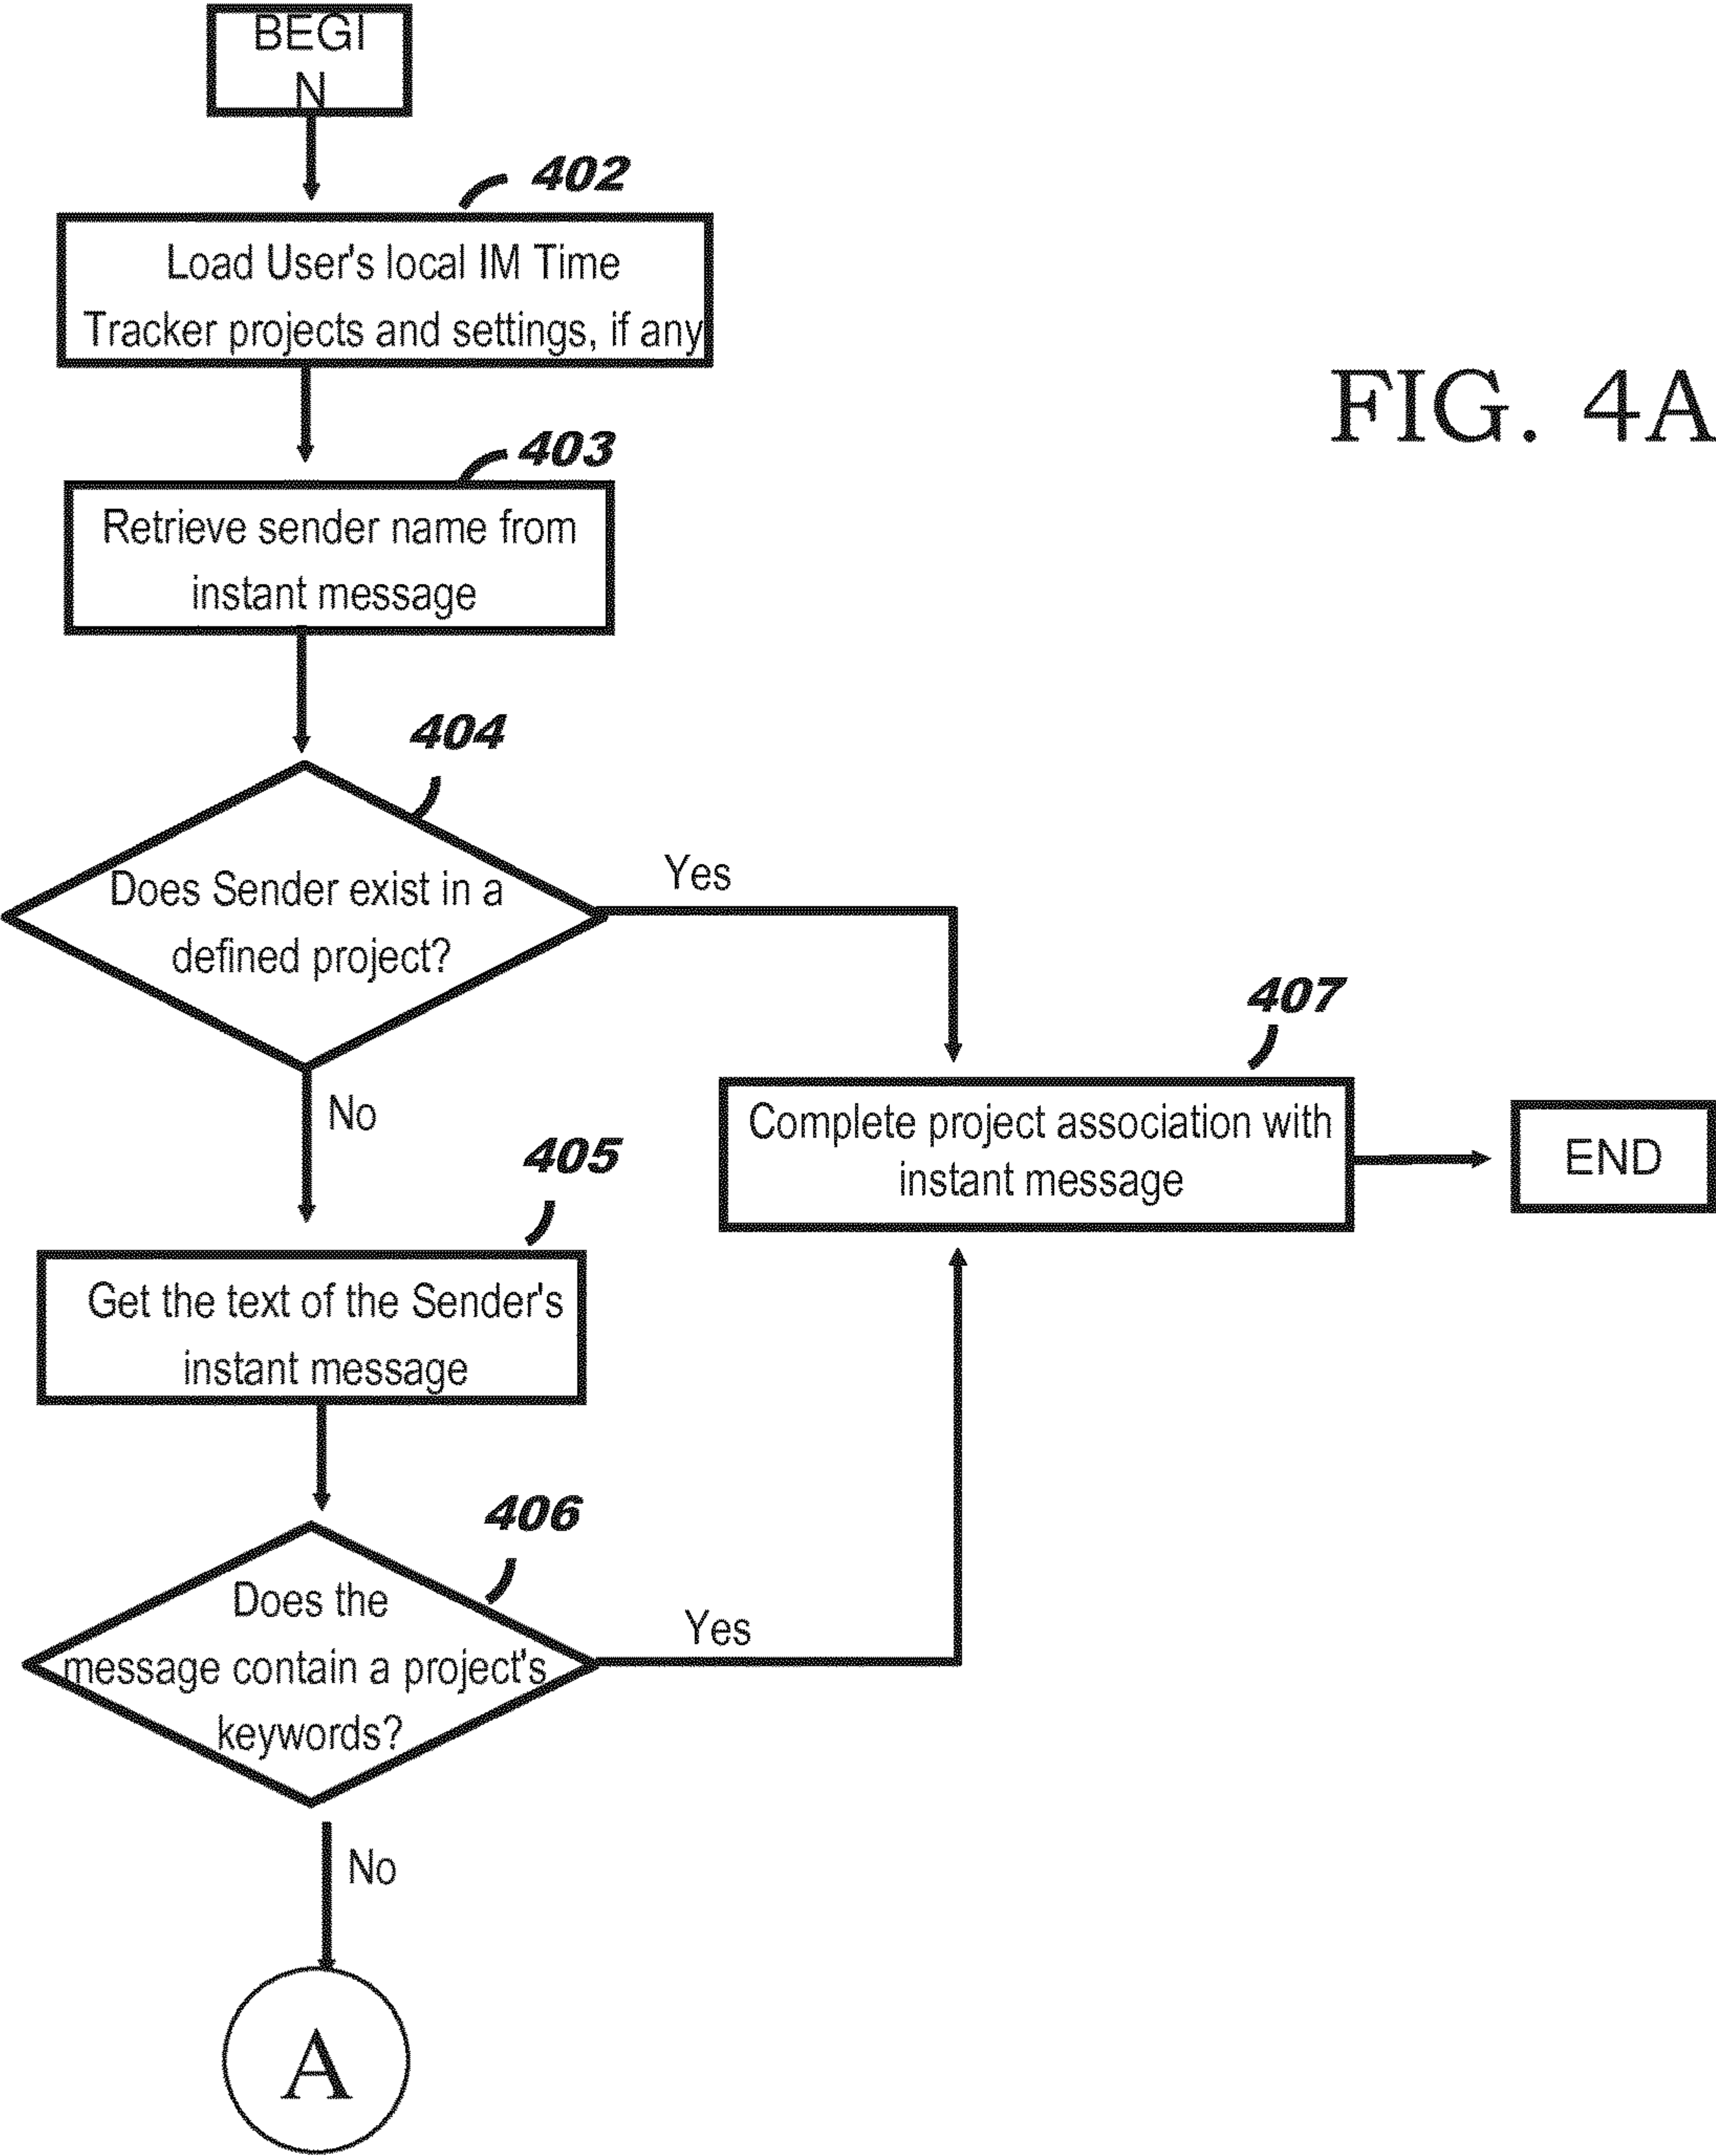 BEGI
N
402
Load User's local IM Time
Tracker projects and settings, if any
FIG. 4A
403
Retrieve sender name from
instant message
404
Does Sender exist in a
defined project?
Yes
No
407
Complete project association with
instant message
END
405
Get the text of the Sender's
instant message
406
Does the
message contain a project's
keywords?
Yes
No
A